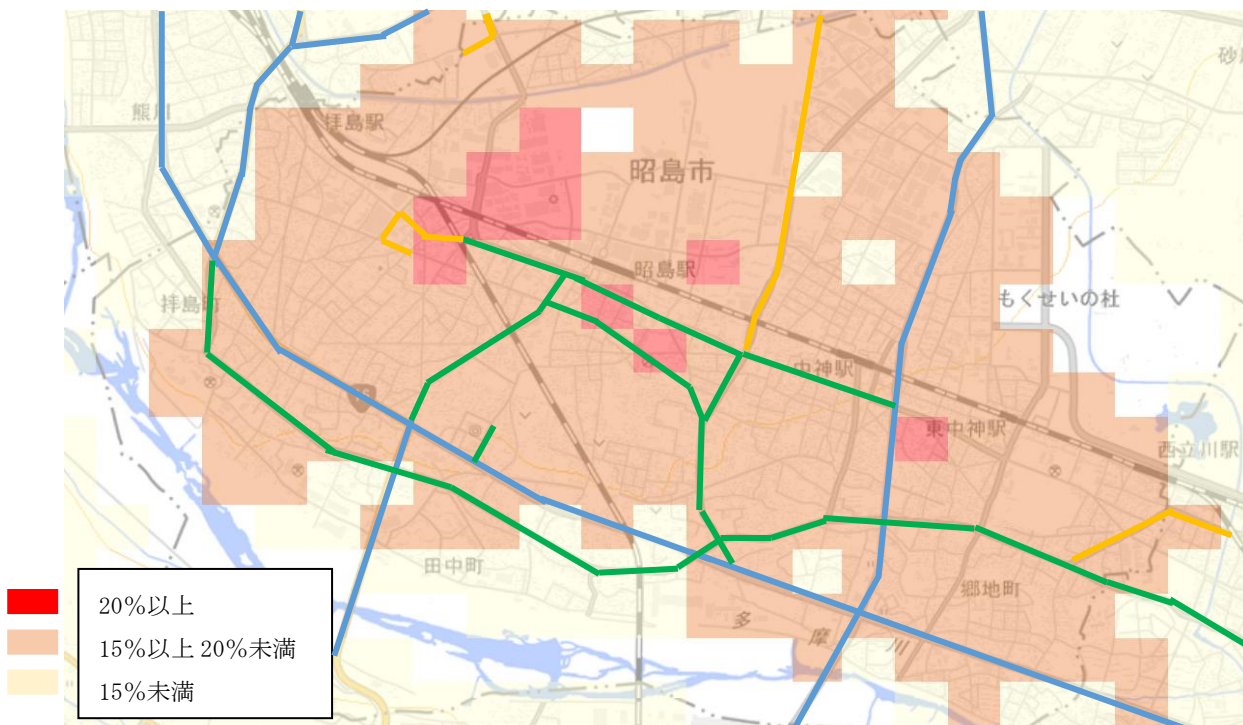 砂
熊川
拝島駅
昭島市
昭島駅
もくせいの杜
拝島町
中神駅
東中神駅
西立川駅
田中町
郷地町
多摩川
20%以上
15%以上 20%未満
15%未満